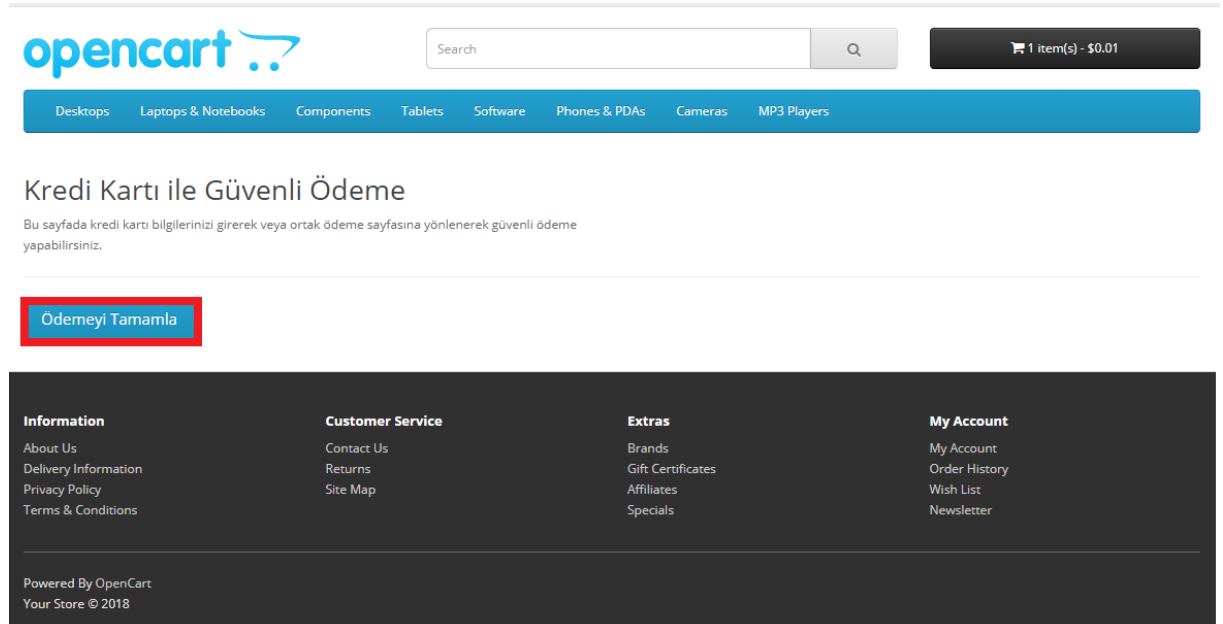 opencart
Search
1 item(s) - $0.01
Desktops Laptops & Notebooks Components Tablets Software Phones & PDAs Cameras MP3 Players
Kredi Kartı ile Güvenli Ödeme
Bu sayfada kredi kartı bilgilerinizi girerek veya ortak ödeme sayfasına yönlenerek güvenli ödeme
yapabilirsiniz.
Ödemeyi Tamamla
Information
About Us
Delivery Information
Privacy Policy
Terms & Conditions
Customer Service
Contact Us
Returns
Site Map
Extras
Brands
Gift Certificates
Affiliates
Specials
My Account
My Account
Order History
Wish List
Newsletter
Powered By OpenCart
Your Store © 2018